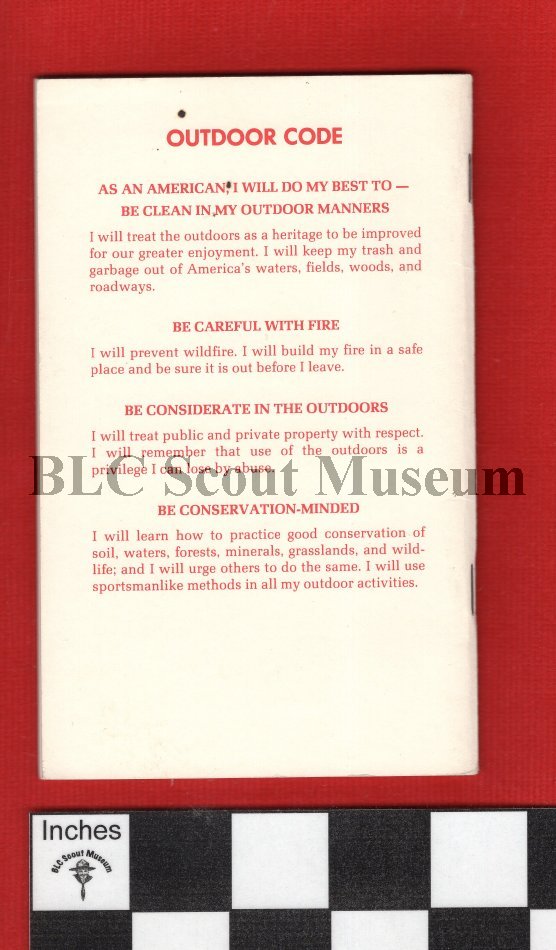 OUTDOOR CODE
AS AN AMERICAN, I WILL DO MY BEST TO —
BE CLEAN IN MY OUTDOOR MANNERS
I will treat the outdoors as a heritage to be improved
for our greater enjoyment. I will keep my trash and
garbage out of America's waters, fields, woods, and
roadways.
BE CAREFUL WITH FIRE
I will prevent wildfire. I will build my fire in a safe
place and be sure it is out before I leave.
BE CONSIDERATE IN THE OUTDOORS
I will treat public and private property with respect.
I will remember that use of the outdoors is a
privilege I can lose by abuse.
BLC Scout Museum
BE CONSERVATION-MINDED
I will learn how to practice good conservation of
soil, waters, forests, minerals, grasslands, and wild-
life; and I will urge others to do the same. I will use
sportsmanlike methods in all my outdoor activities.
Inches
BLC Scout Museum